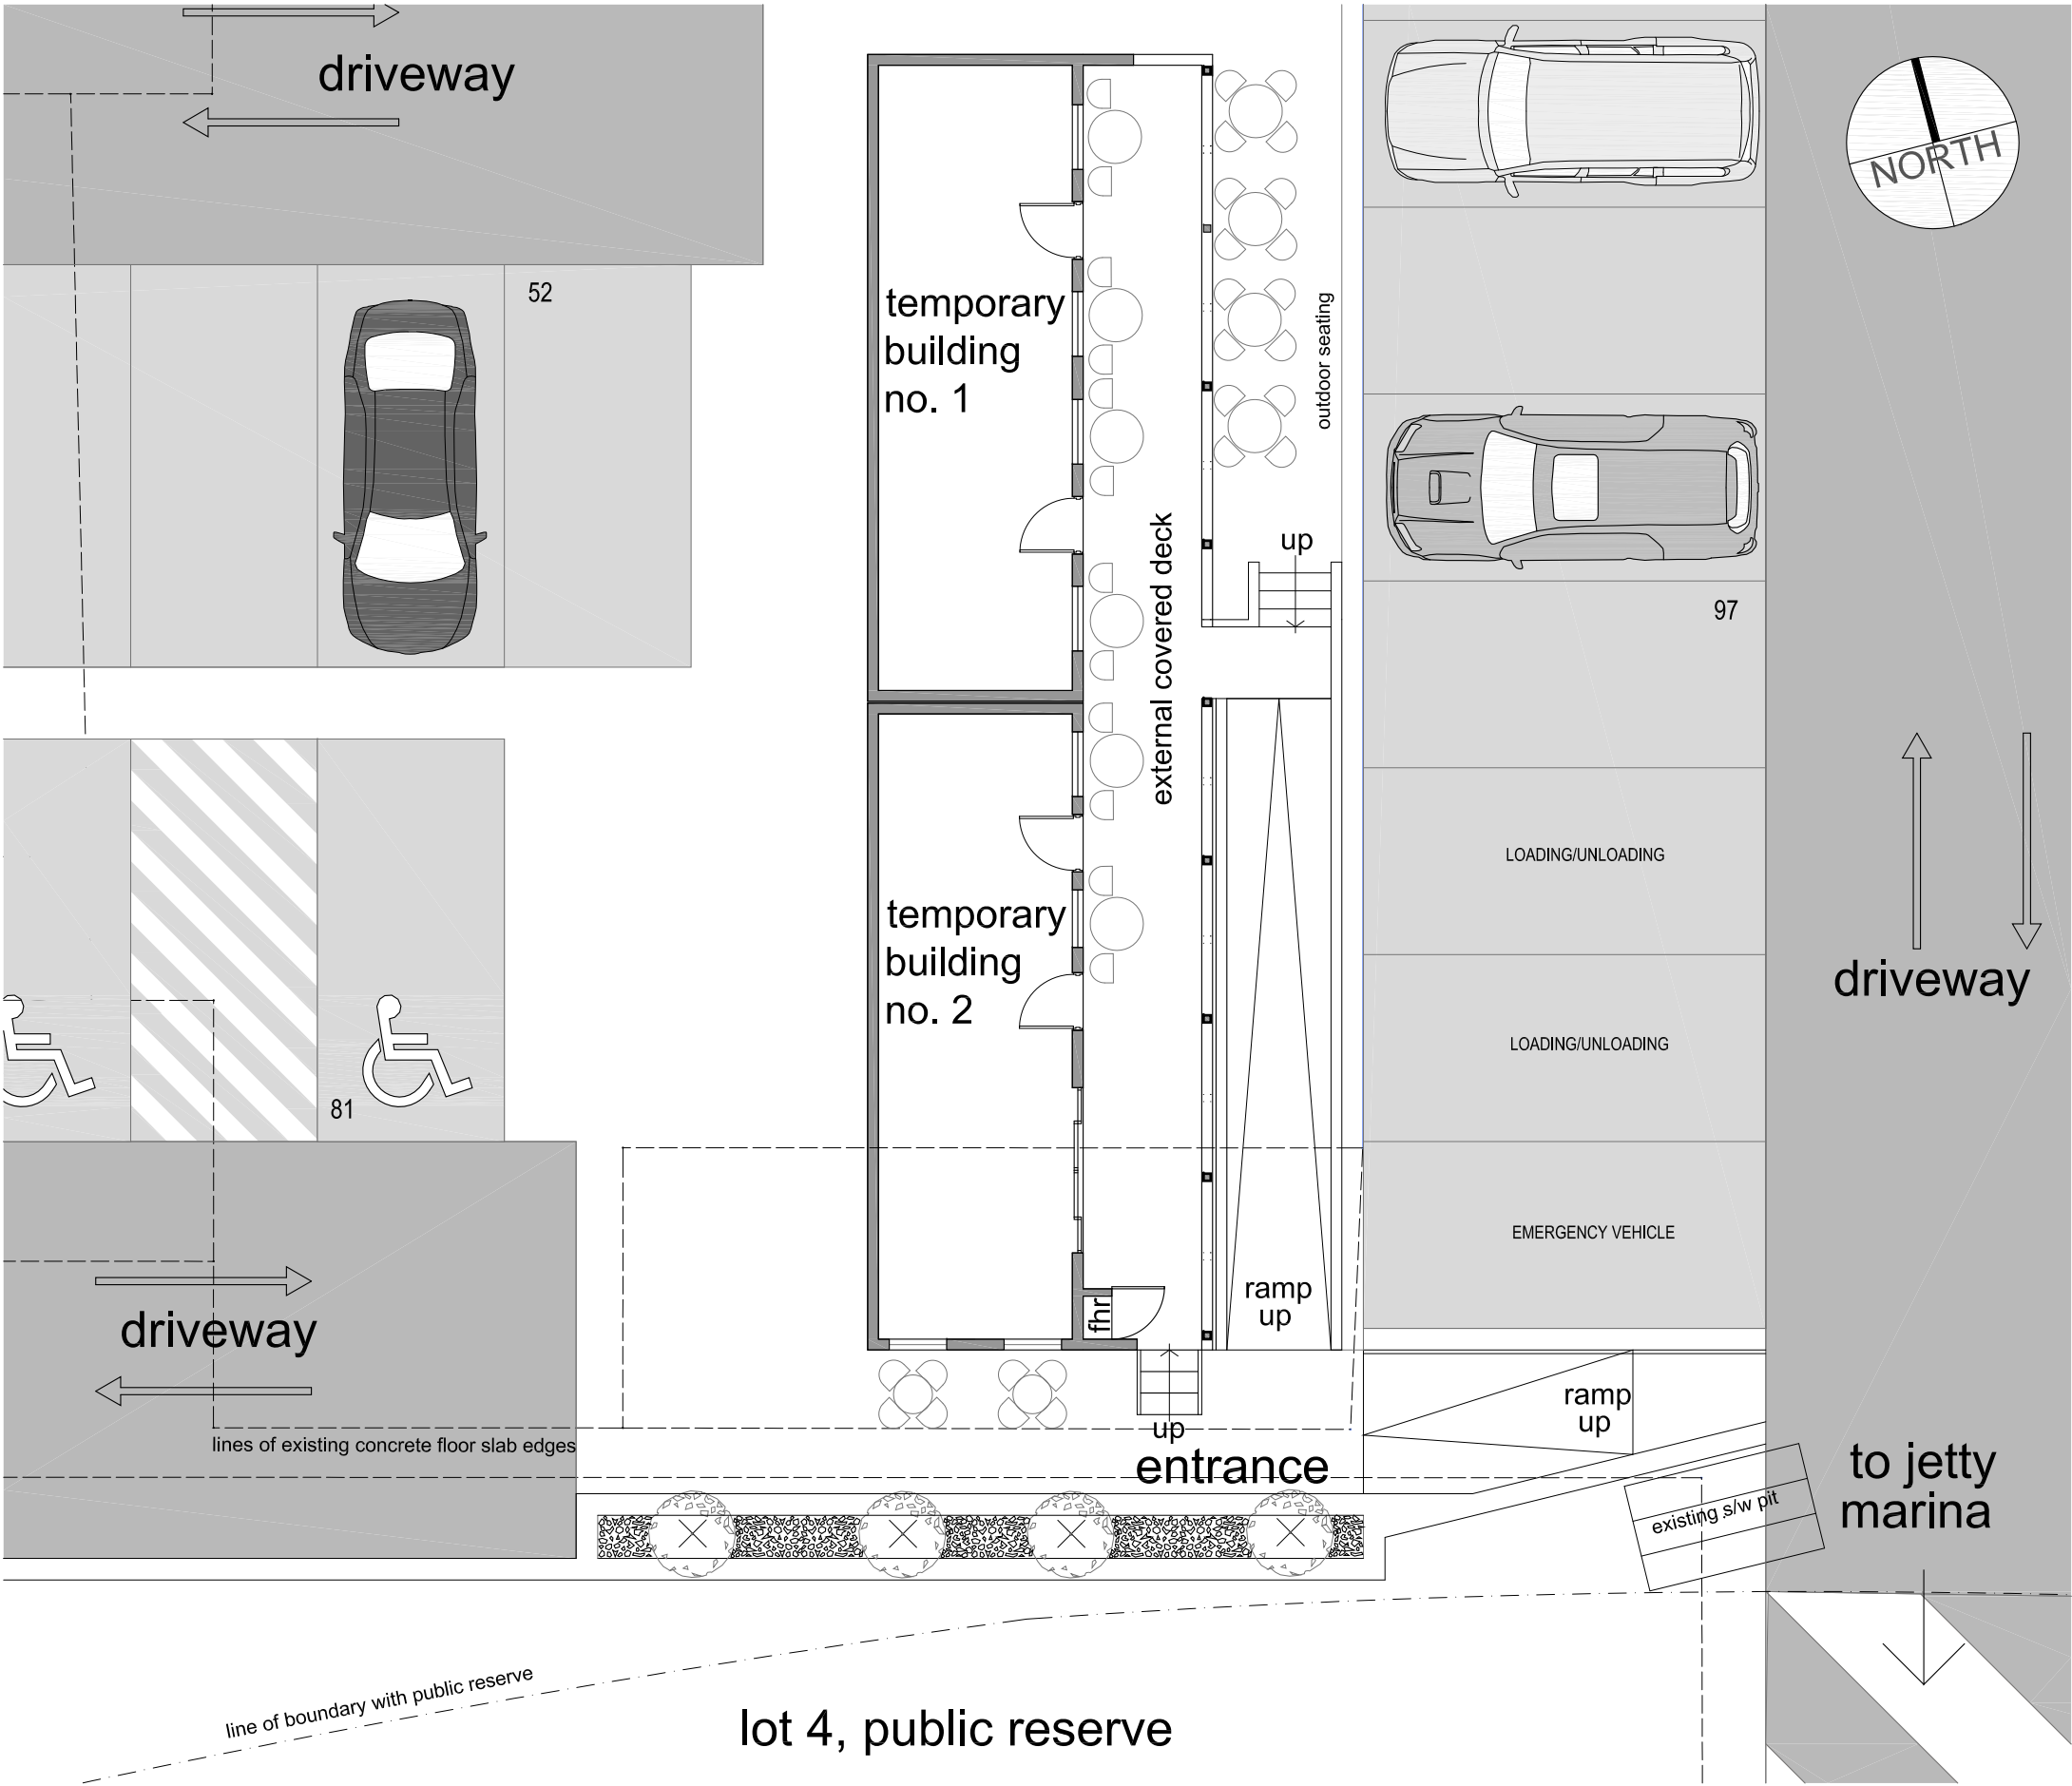 driveway
NORTH
52
temporary
building
no. 1
outdoor seating
up
external covered deck
97
LOADING/UNLOADING
temporary
building
no. 2
driveway
LOADING/UNLOADING
81
EMERGENCY VEHICLE
driveway
fhr
ramp
up
ramp
up
up
lines of existing concrete floor slab edges
entrance
to jetty
marina
existing s/w pit
line of boundary with public reserve
lot 4, public reserve